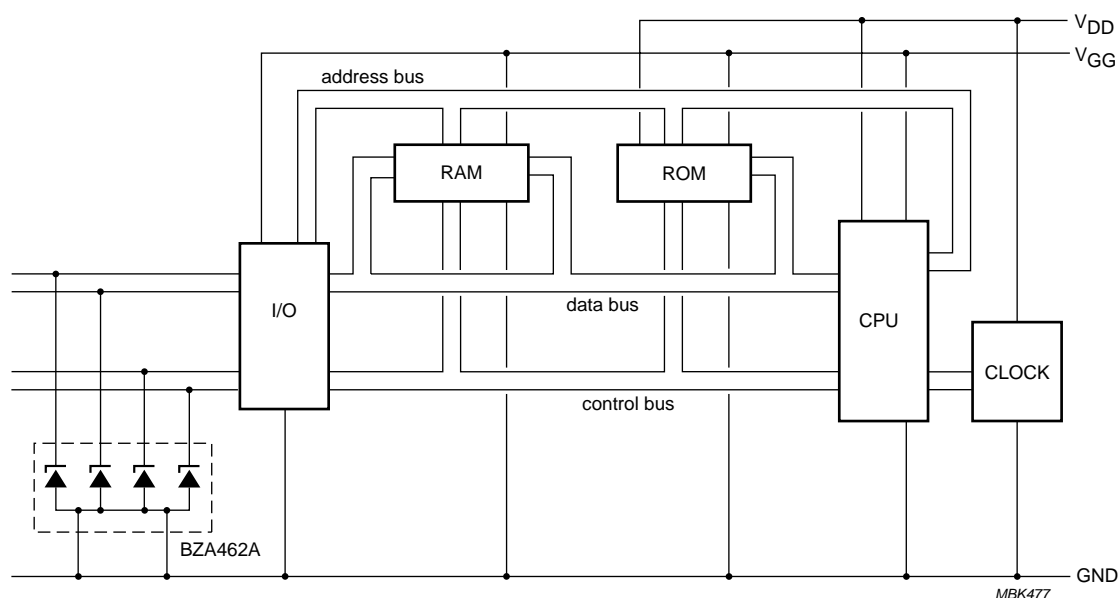 VDD
VGG
address bus
RAM
ROM
I/O
data bus
CPU
CLOCK
control bus
BZA462A
GND
MBK477